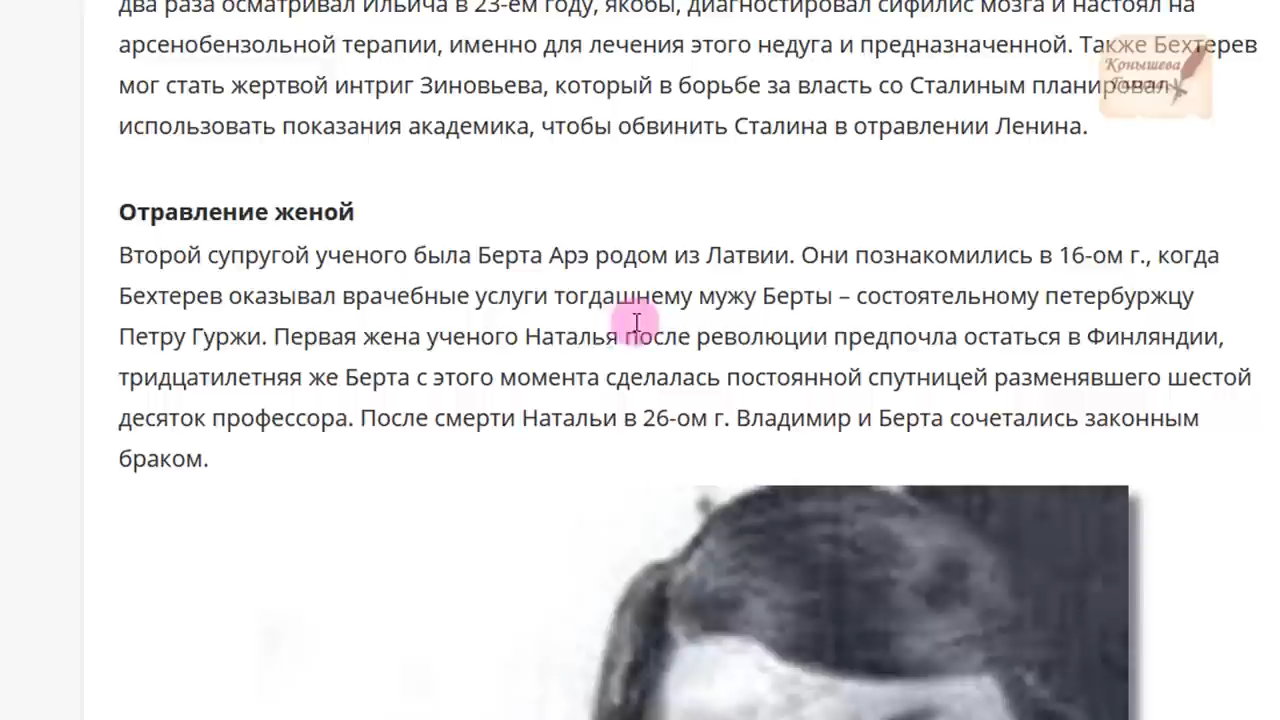 два раза осматривал Ильича в 23-ем году, якобы, диагностировал сифилис мозга и настоял на
арсенобензольной терапии, именно для лечения этого недуга и предназначенной. Также Бехтерев
Конышева
мог стать жертвой интриг Зиновьева, который в борьбе за власть со Сталиным планировал
использовать показания академика, чтобы обвинить Сталина в отравлении Ленина.
Отравление женой
Второй супругой ученого была Берта Арэ родом из Латвии. Они познакомились в 16-ом г., когда
Бехтерев оказывал врачебные услуги тогдашнему мужу Берты – состоятельному петербуржцу
Петру Гуржи. Первая жена ученого Наталья после революции предпочла остаться в Финляндии,
тридцатилетняя же Берта с этого момента сделалась постоянной спутницей разменявшего шестой
десяток профессора. После смерти Натальи в 26-ом г. Владимир и Берта сочетались законным
браком.